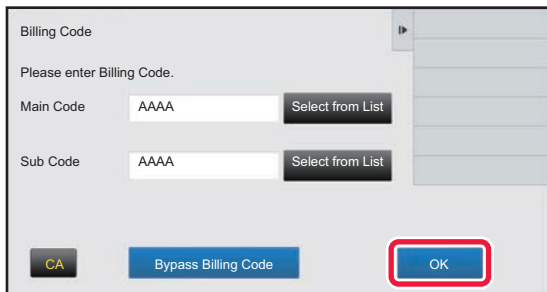 Billing Code
Please enter Billing Code.
Main Code AAAA Select from List
Sub Code AAAA Select from List
CA Bypass Billing Code OK